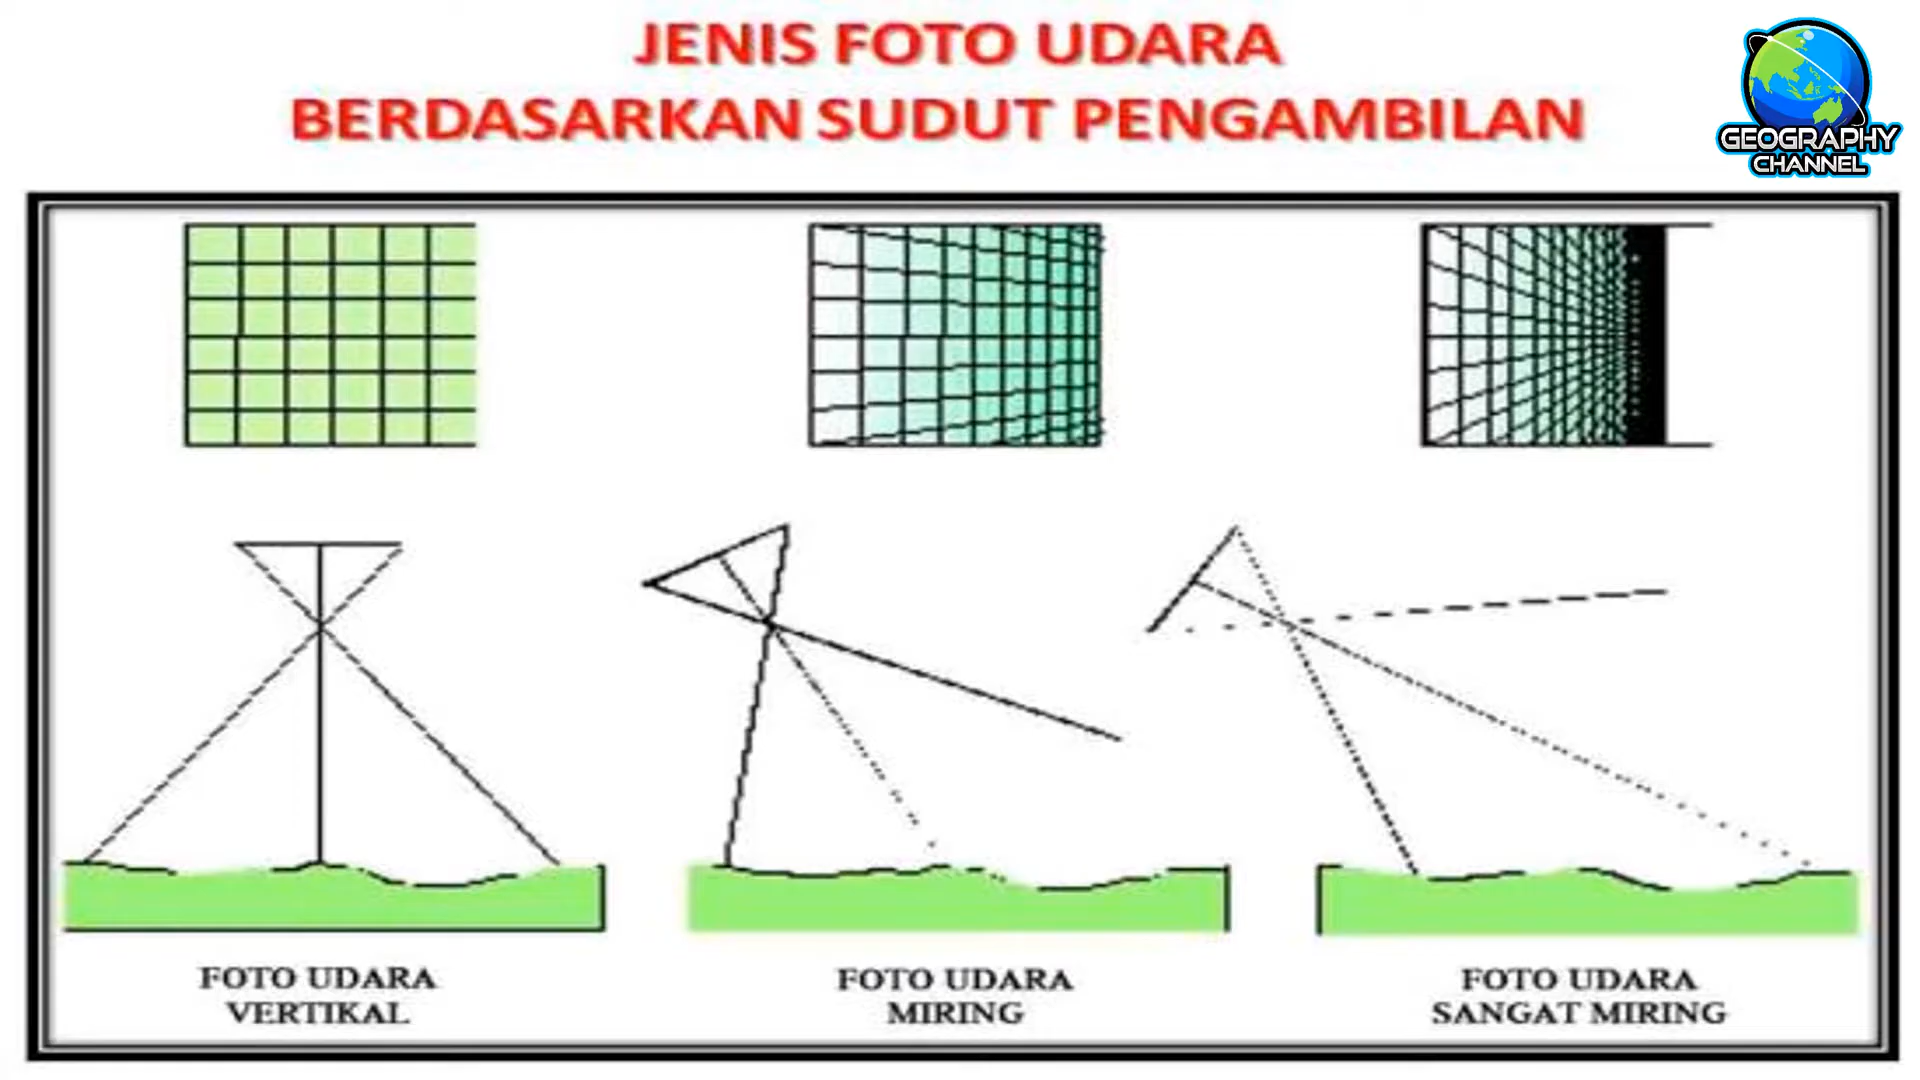 JENIS FOTO UDARA
BERDASARKAN SUDUT PENGAMBILAN
GEOGRAPHY
CHANNEL
FOTO UDARA
VERTIKAL
FOTO UDARA
MIRING
FOTO UDARA
SANGAT MIRING